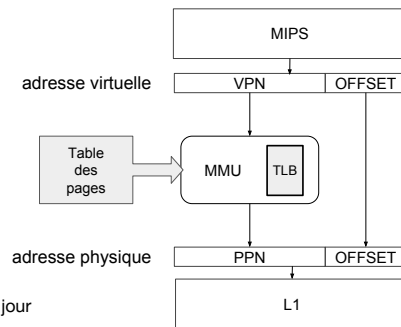 MIPS
adresse virtuelle
VPN
OFFSET
Table
des
pages
MMU
TLB
adresse physique
PPN
OFFSET
jour
L1